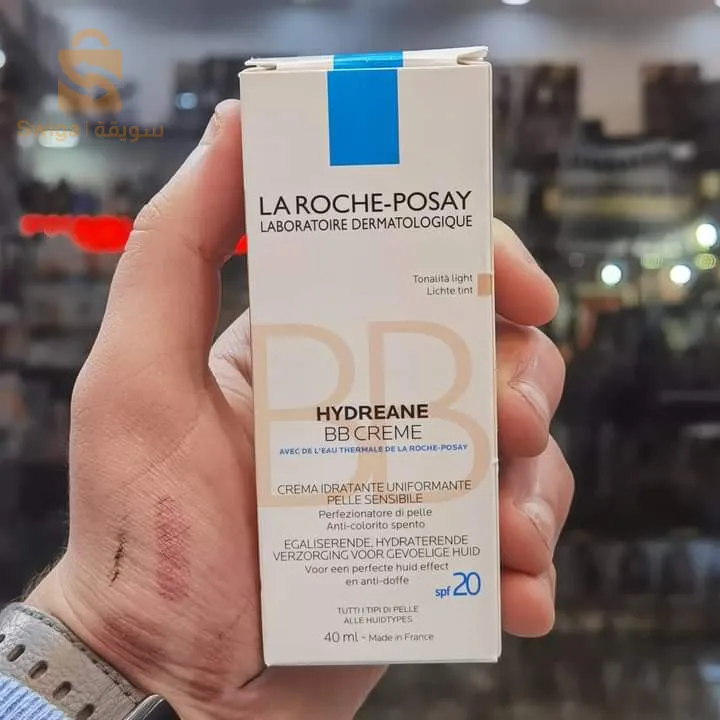 سويقة
LA ROCHE-POSAY
LABORATOIRE DERMATOLOGIQUE
Tonalità light
Lichte tint
BB
HYDREANE
BB CREME
AVEC DE L'EAU THERMALE DE LA ROCHE-POSAY
CREMA IDRATANTE UNIFORMANTE
PELLE SENSIBILE
Perfezionatore di pelle
Anti-colorito spento
EGALISERENDE, HYDRATERENDE
VERZORGING VOOR GEVOELIGE HUID
Voor een perfecte huid effect
en anti-doffe
spf 20
TUTTI I TIPI DI PELLE
ALLE HUIDTYPES
40 ml - Made in France